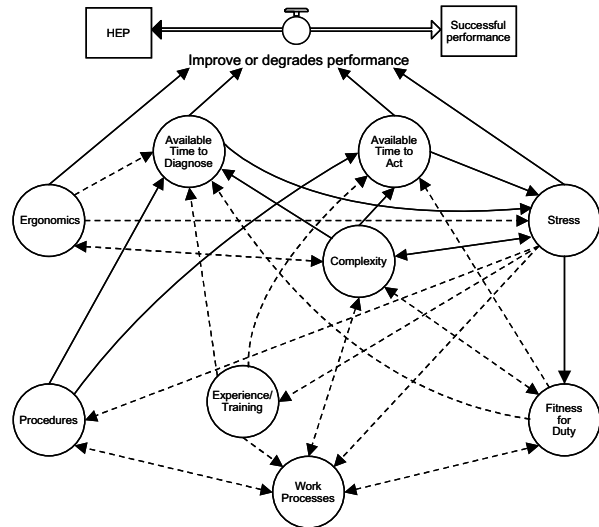 HEP
Successful
performance
Improve or degrades performance
Available
Time to
Diagnose
Available
Time to
Act
Ergonomics
Stress
Complexity
Procedures
Experience/
Training
Fitness
for
Duty
Work
Processes